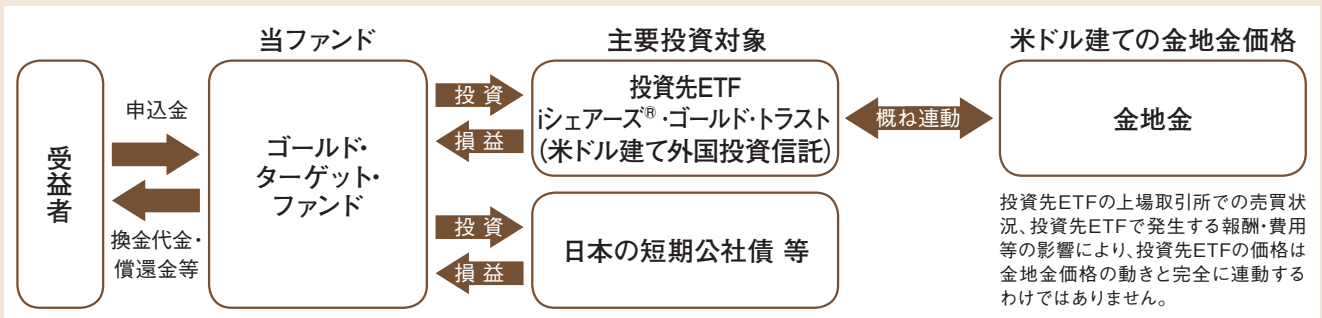 当ファンド
主要投資対象
米ドル建ての金地金価格
受益者
申込金
換金代金・
償還金等
ゴールド・
ターゲット・
ファンド
投資
損益
投資先ETF
iシェアーズ®・ゴールド・トラスト
(米ドル建て外国投資信託)
概ね連動
金地金
投資
損益
日本の短期公社債 等
投資先ETFの上場取引所での売買状
況、投資先ETFで発生する報酬・費用
等の影響により、投資先ETFの価格は
金地金価格の動きと完全に連動する
わけではありません。